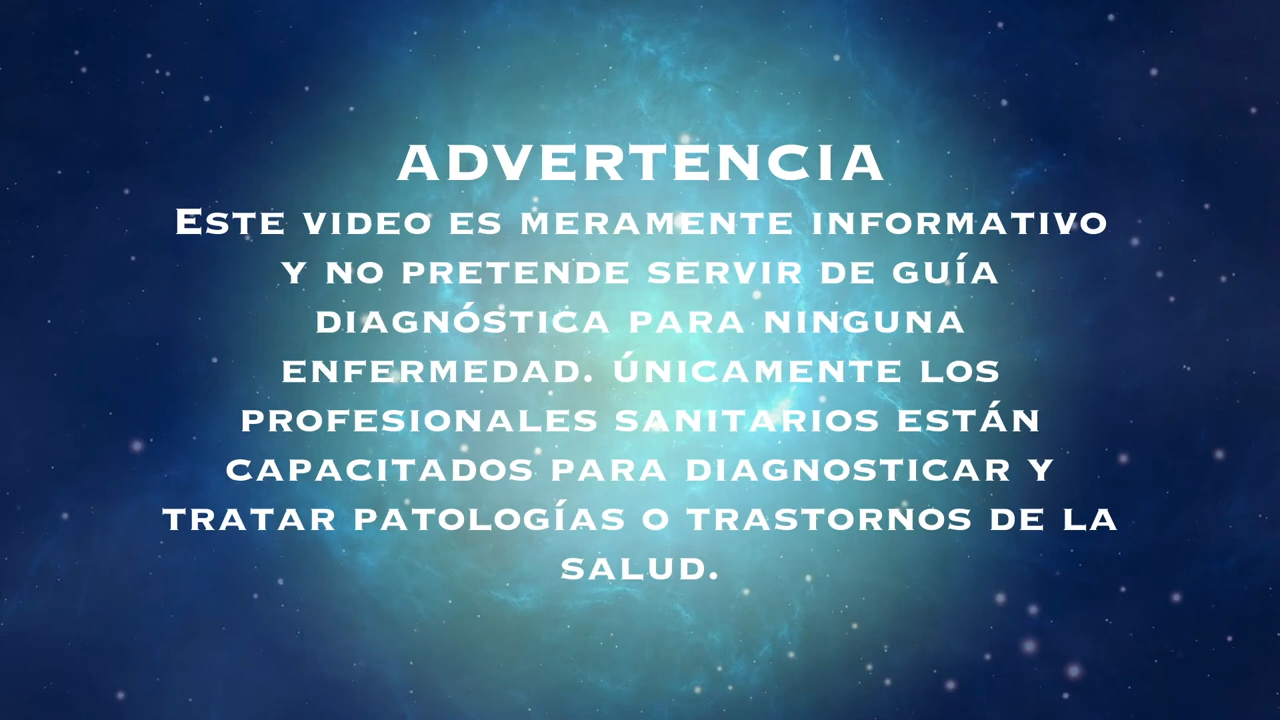 ADVERTENCIA
ESTE VIDEO ES MERAMENTE INFORMATIVO
Y NO PRETENDE SERVIR DE GUÍA
DIAGNÓSTICA PARA NINGUNA
ENFERMEDAD. ÚNICAMENTE LOS
PROFESIONALES SANITARIOS ESTÁN
CAPACITADOS PARA DIAGNOSTICAR Y
TRATAR PATOLOGÍAS O TRASTORNOS DE LA
SALUD.